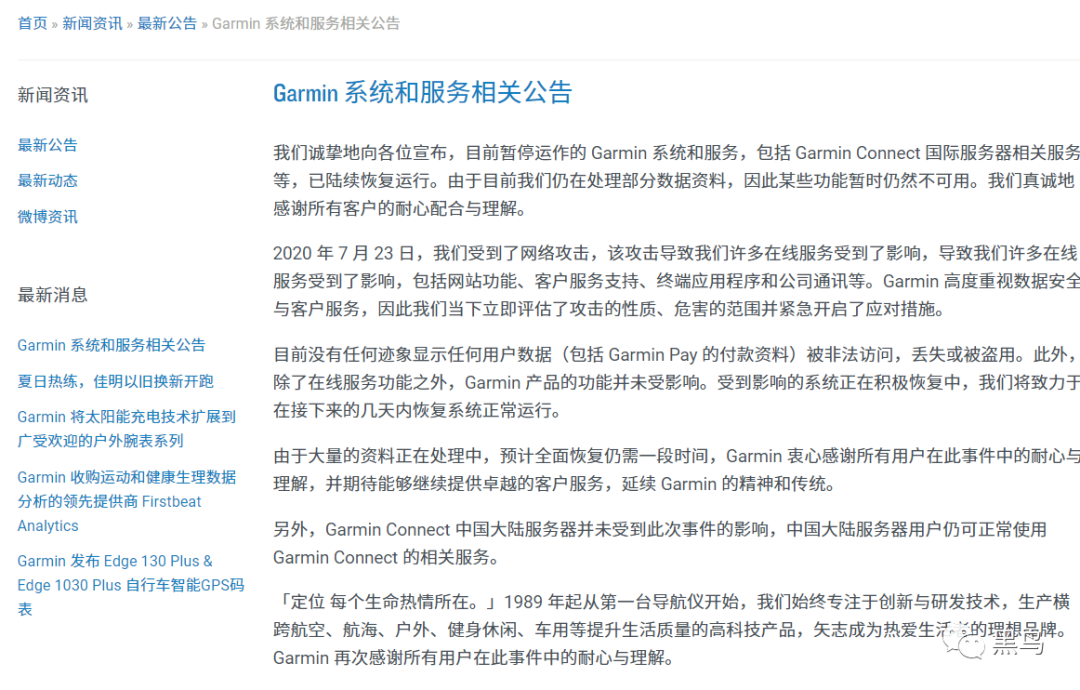 首页 » 新闻资讯 » 最新公告 » Garmin 系统和服务相关公告
新闻资讯
最新公告
最新动态
微博资讯
最新消息
Garmin 系统和服务相关公告
夏日热练，佳明以旧换新开跑
Garmin 将太阳能充电技术扩展到
广受欢迎的户外腕表系列
Garmin 收购运动和健康生理数据
分析的领先提供商 Firstbeat
Analytics
Garmin 发布 Edge 130 Plus &
Edge 1030 Plus 自行车智能GPS码
表
Garmin 系统和服务相关公告
我们诚挚地向各位宣布，目前暂停运作的 Garmin 系统和服务，包括 Garmin Connect 国际服务器相关服务
等，已陆续恢复运行。由于目前我们仍在处理部分数据资料，因此某些功能暂时仍然不可用。我们真诚地
感谢所有客户的耐心配合与理解。
2020 年 7 月 23 日，我们受到了网络攻击，该攻击导致我们许多在线服务受到了影响，导致我们许多在线
服务受到了影响，包括网站功能、客户服务支持、终端应用程序和公司通讯等。Garmin 高度重视数据安全
与客户服务，因此我们当下立即评估了攻击的性质、危害的范围并紧急开启了应对措施。
目前没有任何迹象显示任何用户数据（包括 Garmin Pay 的付款资料）被非法访问，丢失或被盗用。此外，
除了在线服务功能之外，Garmin 产品的功能并未受影响。受到影响的系统正在积极恢复中，我们将致力于
在接下来的几天内恢复系统正常运行。
由于大量的资料正在处理中，预计全面恢复仍需一段时间，Garmin 衷心感谢所有用户在此事件中的耐心与
理解，并期待能够继续提供卓越的客户服务，延续 Garmin 的精神和传统。
另外，Garmin Connect 中国大陆服务器并未受到此次事件的影响，中国大陆服务器用户仍可正常使用
Garmin Connect 的相关服务。
「定位 每个生命热情所在。」1989 年起从第一台导航仪开始，我们始终专注于创新与研发技术，生产横
跨航空、航海、户外、健身休闲、车用等提升生活质量的高科技产品，矢志成为热爱生活者的理想品牌。
Garmin 再次感谢所有用户在此事件中的耐心与理解。
黑鸟